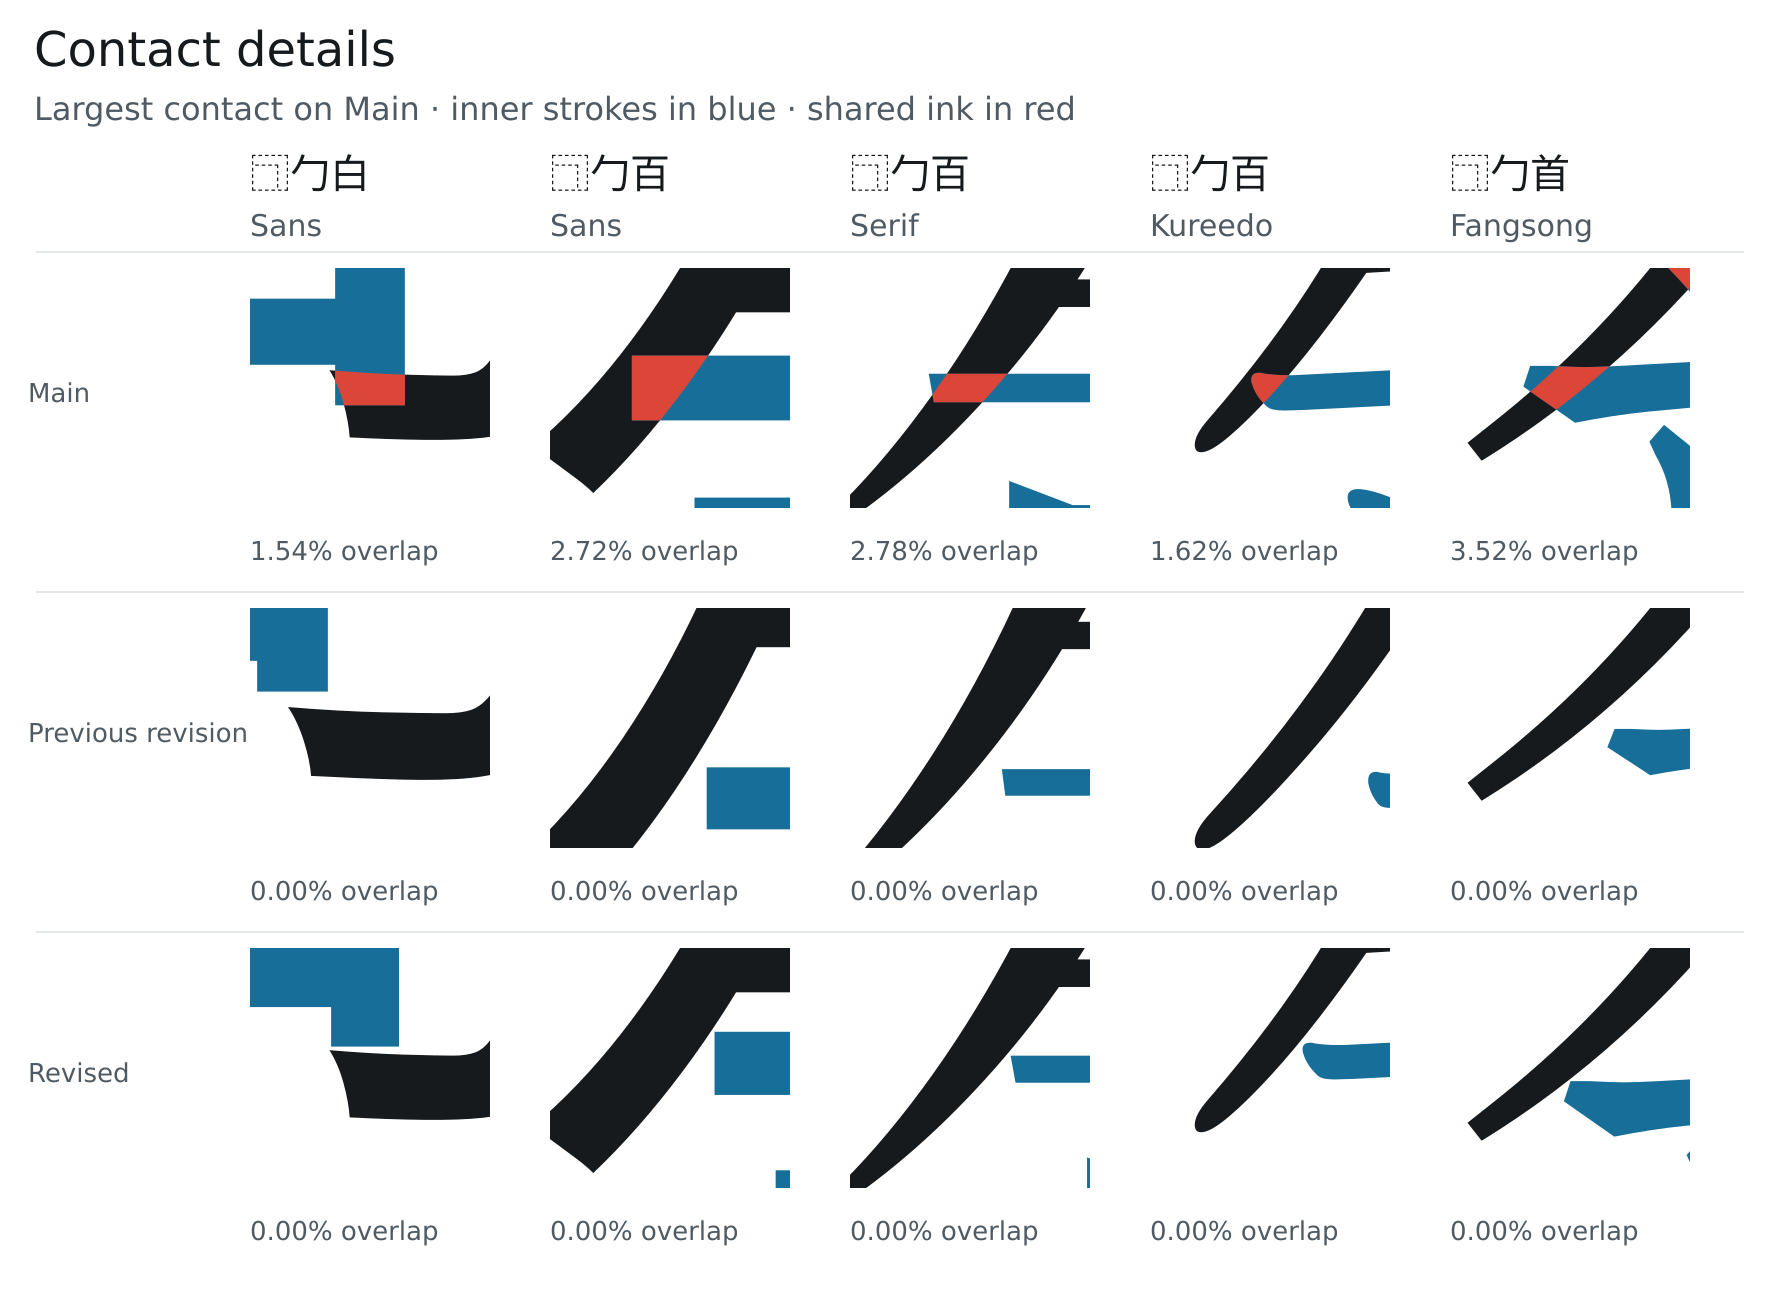 Contact details
Largest contact on Main · inner strokes in blue · shared ink in red
⿹勹白 ⿹勹百 ⿹勹百 ⿹勹百 ⿹勹首
Sans Sans Serif Kureedo Fangsong
Main
1.54% overlap 2.72% overlap 2.78% overlap 1.62% overlap 3.52% overlap
Previous revision
0.00% overlap 0.00% overlap 0.00% overlap 0.00% overlap 0.00% overlap
Revised
0.00% overlap 0.00% overlap 0.00% overlap 0.00% overlap 0.00% overlap